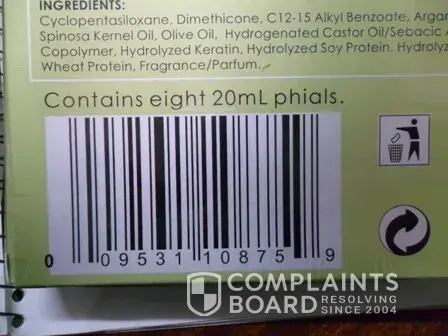 INGREDIENTS:
Cyclopentasiloxane, Dimethicone, C12-15 Alkyl Benzoate, Argan
Spinosa Kernel Oil, Olive Oil, Hydrogenated Castor Oil/Sebacic A
Copolymer, Hydrolyzed Keratin, Hydrolyzed Soy Protein. Hydrolyz
Wheat Protein, Fragrance/Parfum.
Contains eight 20mL phials.
0 09531 10875 9
COMPLAINTS
BOARD RESOLVING
SINCE 2004